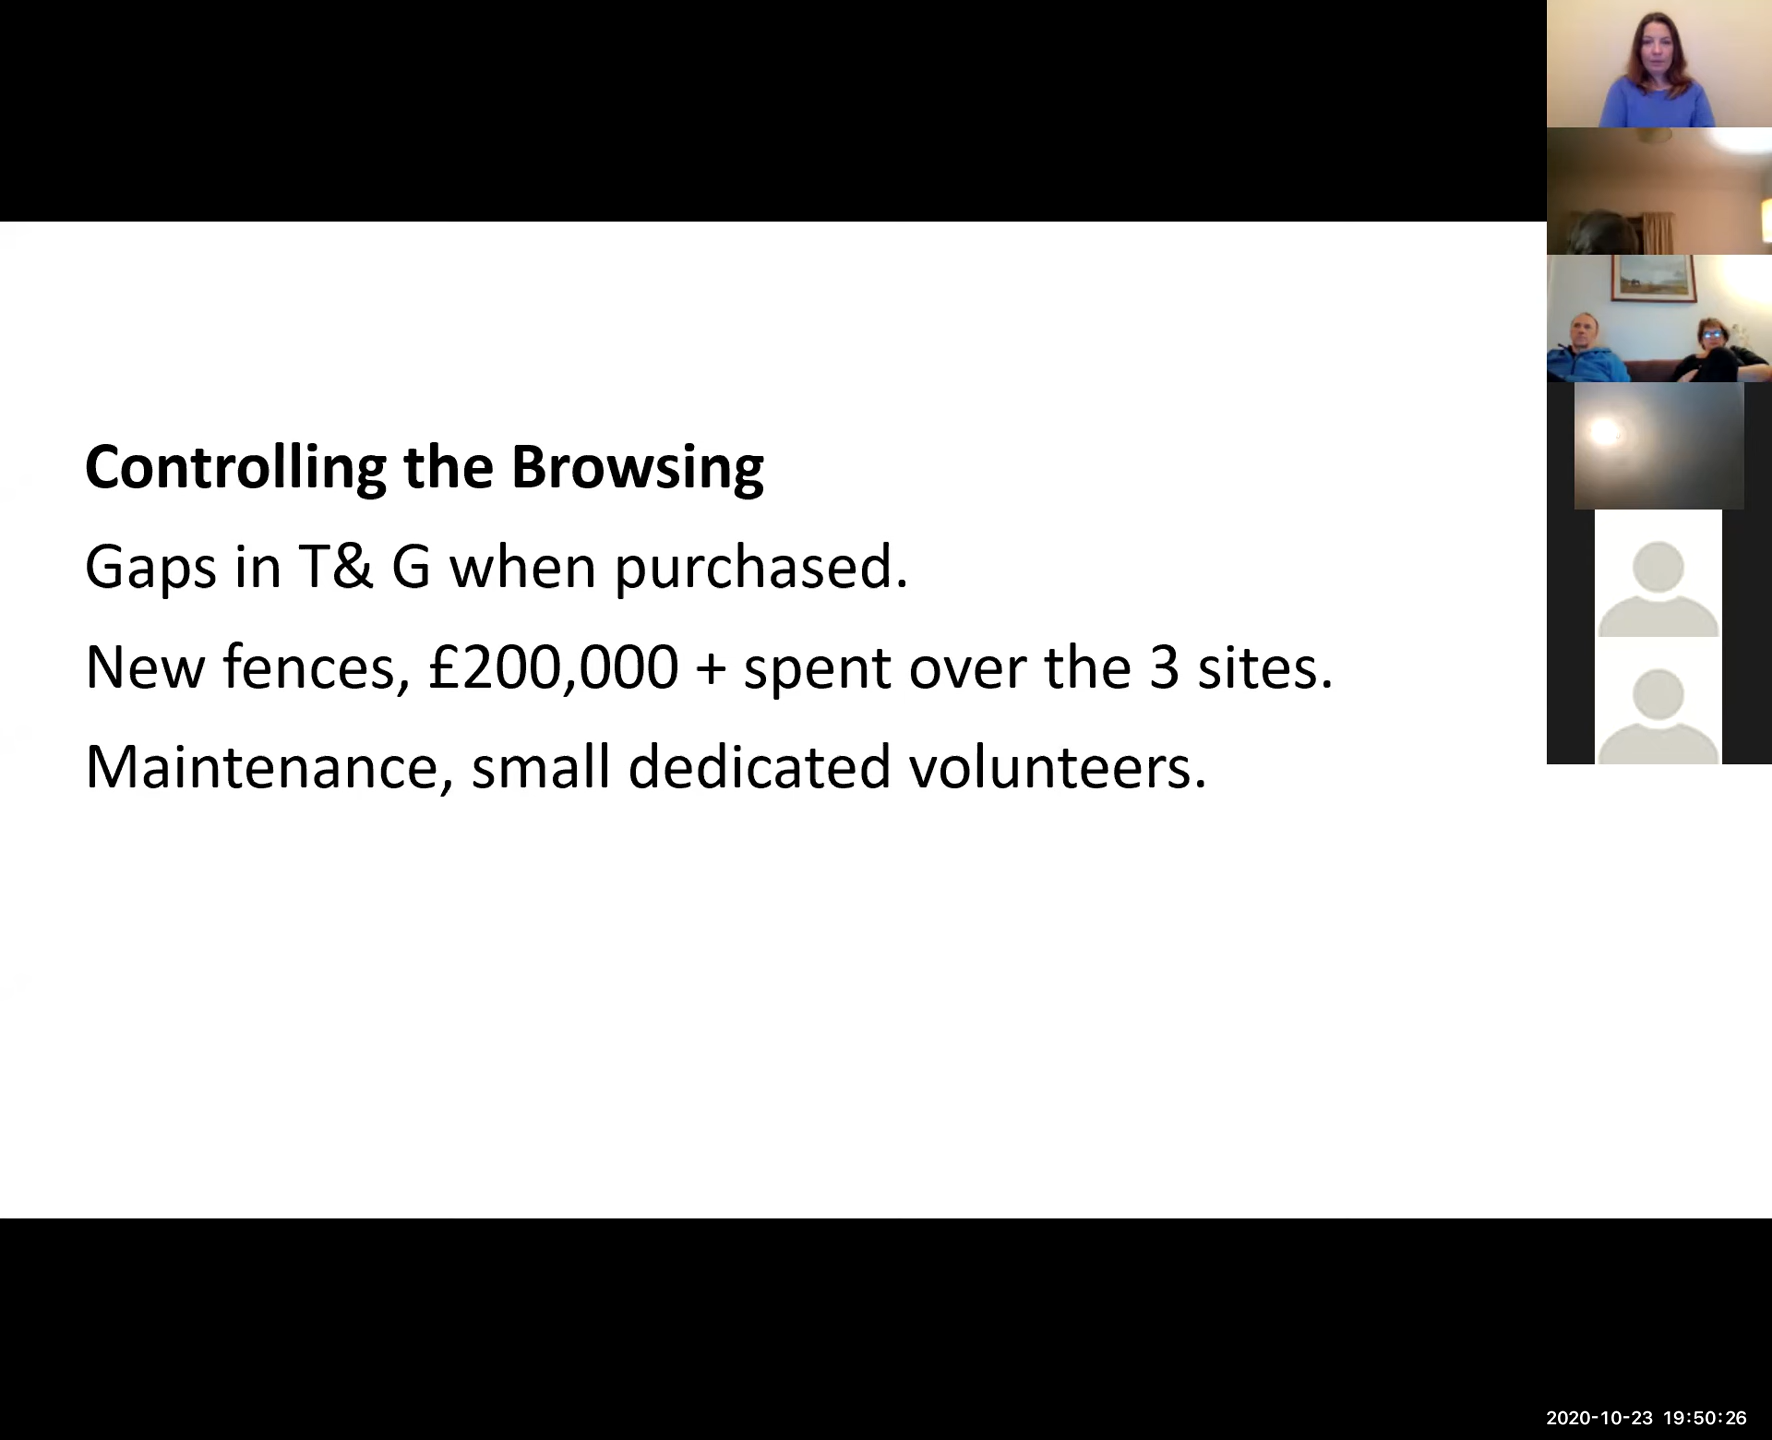 Controlling the Browsing
Gaps in T& G when purchased.
New fences, £200,000 + spent over the 3 sites.
Maintenance, small dedicated volunteers.
2020-10-23 19:50:26